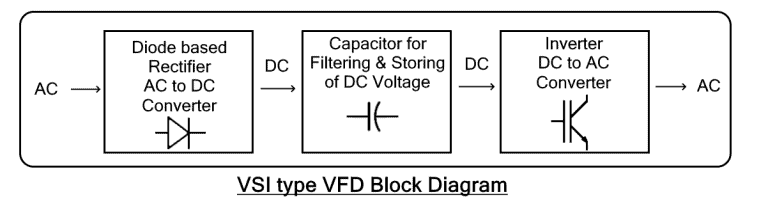 AC
Diode based
Rectifier
AC to DC
Converter
DC
Capacitor for
Filtering & Storing
of DC Voltage
DC
Inverter
DC to AC
Converter
AC
VSI type VFD Block Diagram